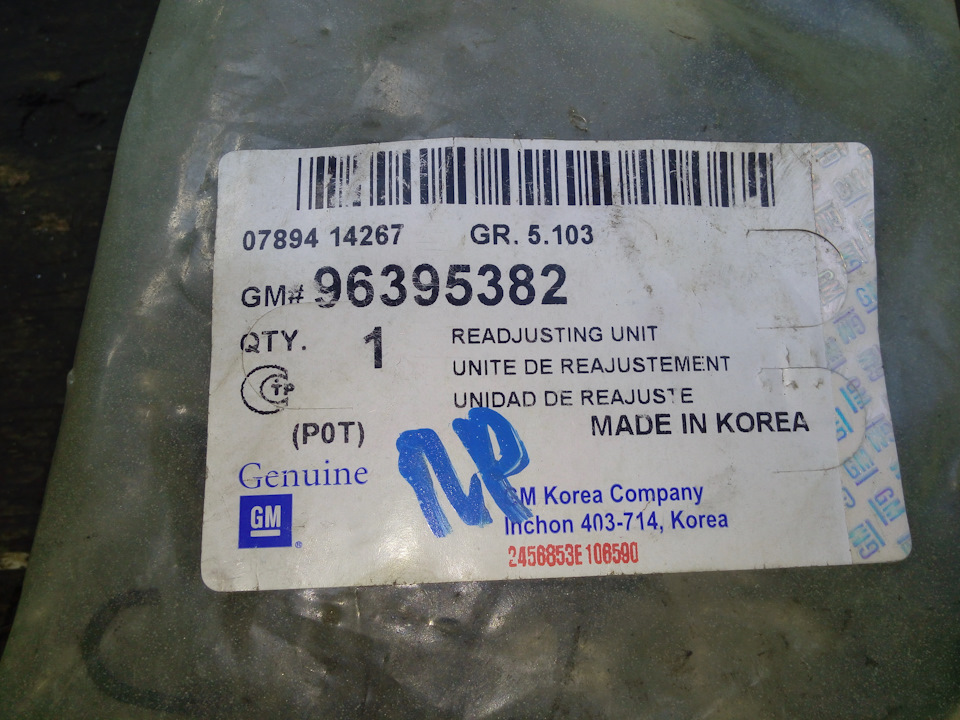 07894 14267 GR. 5.103
GM# 96395382
QTY. 1 READJUSTING UNIT
UNITE DE REAJUSTEMENT
UNIDAD DE REAJUSTE
MADE IN KOREA
(P0T)
Genuine
GM
ПР
GM Korea Company
Inchon 403-714, Korea
2456853E106590